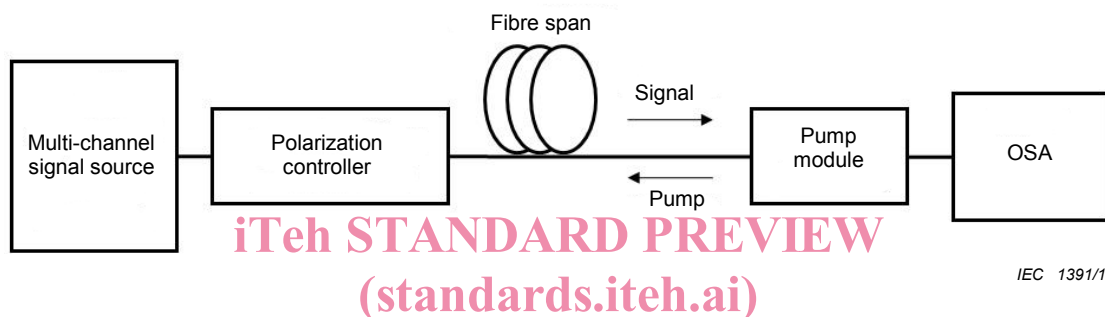 Fibre span
Signal
Multi-channel
signal source
Polarization
controller
Pump
module
OSA
Pump
iTeh STANDARD PREVIEW
(standards.iteh.ai)
IEC 1391/1